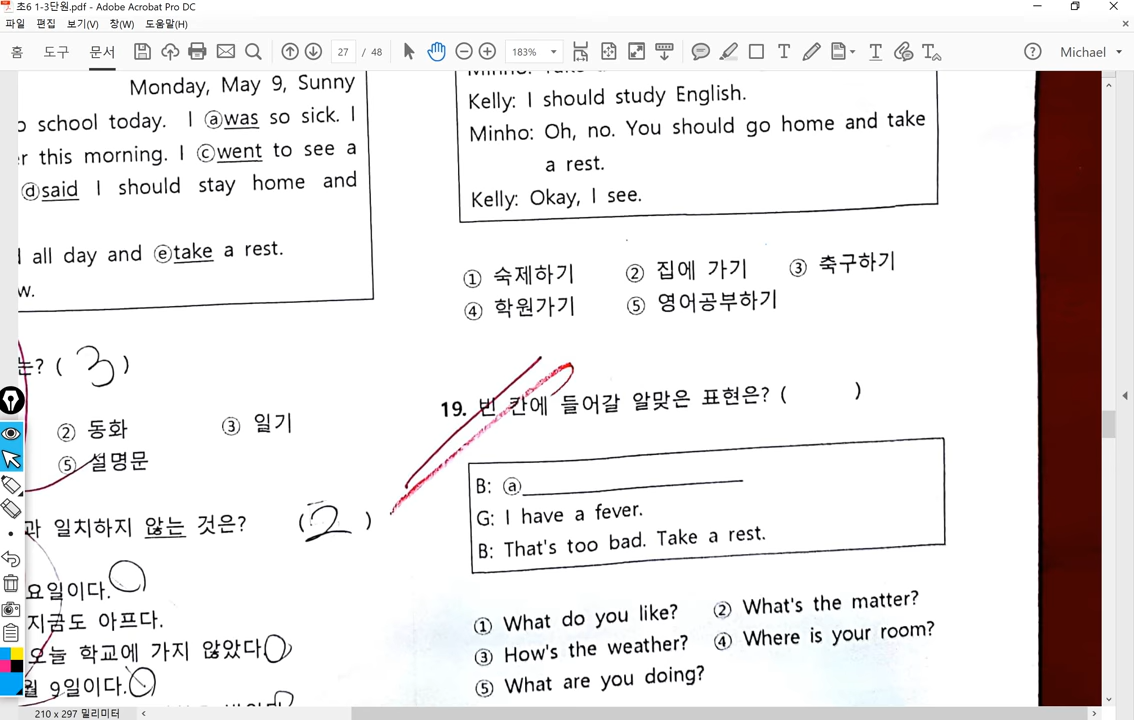 초6 1-3단원.pdf - Adobe Acrobat Pro DC
파일 편집 보기(V) 창(W) 도움말(H)
홈 도구 문서 27 / 48 183% Michael
Monday, May 9, Sunny
school today. I ⓐwas so sick. I
this morning. I ⓒwent to see a
ⓓsaid I should stay home and
all day and ⓔtake a rest.
w.
는? ( 3 )
② 동화 ③ 일기
⑤ 설명문
과 일치하지 않는 것은? ( 2 )
요일이다.
지금도 아프다.
오늘 학교에 가지 않았다
월 9일이다.
Kelly: I should study English.
Minho: Oh, no. You should go home and take
a rest.
Kelly: Okay, I see.
① 숙제하기 ② 집에 가기 ③ 축구하기
④ 학원가기 ⑤ 영어공부하기
19. 빈 칸에 들어갈 알맞은 표현은? ( )
B: ⓐ
G: I have a fever.
B: That's too bad. Take a rest.
① What do you like? ② What's the matter?
③ How's the weather? ④ Where is your room?
⑤ What are you doing?
210 x 297 밀리미터